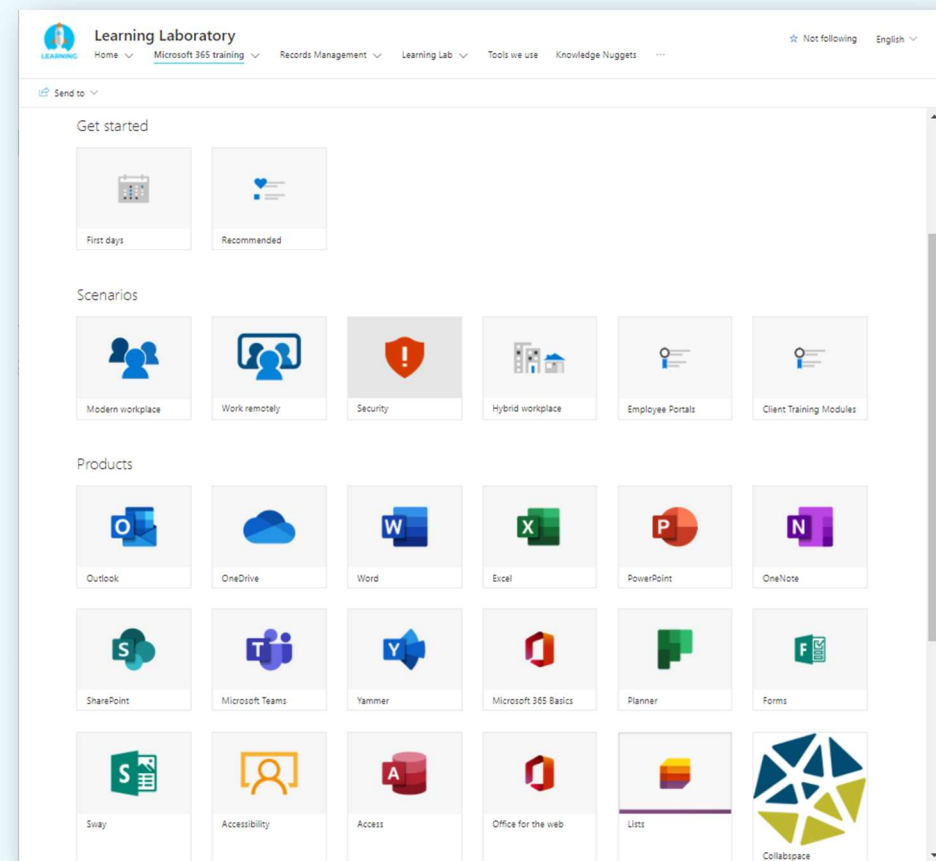 Learning Laboratory
LEARNING
Home Microsoft 365 training Records Management Learning Lab Tools we use Knowledge Nuggets ...
Not following English
Send to
Get started
First days Recommended
Scenarios
Modern workplace Work remotely Security Hybrid workplace Employee Portals Client Training Modules
Products
O W X P N
Outlook OneDrive Word Excel PowerPoint OneNote
S T Y F
SharePoint Microsoft Teams Yammer Microsoft 365 Basics Planner Forms
S A
Sway Accessibility Access Office for the web Lists
Collabspace